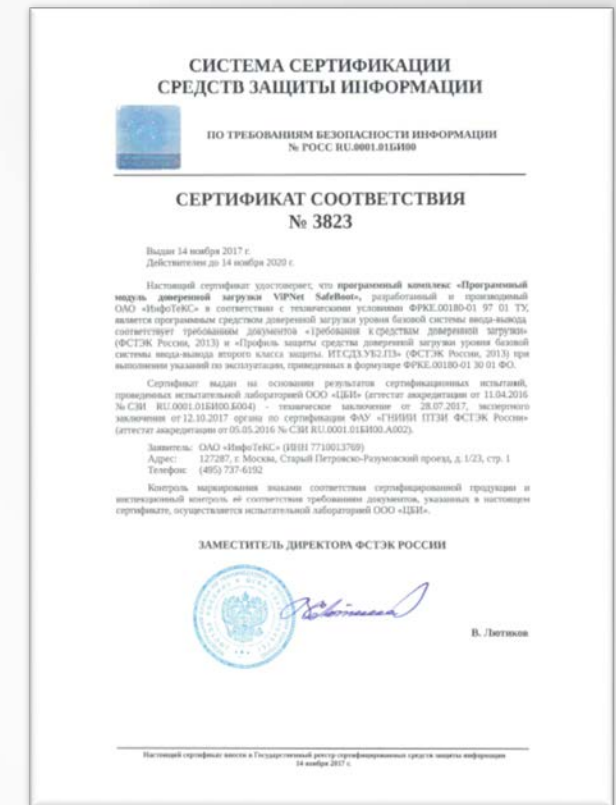 СИСТЕМА СЕРТИФИКАЦИИ
СРЕДСТВ ЗАЩИТЫ ИНФОРМАЦИИ
ПО ТРЕБОВАНИЯМ БЕЗОПАСНОСТИ ИНФОРМАЦИИ
№ РОСС RU.0001.01БИ00
СЕРТИФИКАТ СООТВЕТСТВИЯ
№ 3823
Выдан 14 ноября 2017 г.
Действителен до 14 ноября 2020 г.
Настоящий сертификат удостоверяет, что программный комплекс «Программный
модуль доверенной загрузки ViPNet SafeBoot», разработанный и производимый
ОАО «ИнфоТеКС» в соответствии с техническими условиями ФРКЕ.00180-01 97 01 ТУ,
является программным средством доверенной загрузки уровня базовой системы ввода-вывода,
соответствует требованиям документов «Требования к средствам доверенной загрузки»
(ФСТЭК России, 2013) и «Профиль защиты средства доверенной загрузки уровня базовой
системы ввода-вывода второго класса защиты. ИТ.СДЗ.УБ2.ПЗ» (ФСТЭК России, 2013) при
выполнении указаний по эксплуатации, приведенных в формуляре ФРКЕ.00180-01 30 01 ФО.
Сертификат выдан на основании результатов сертификационных испытаний,
проведенных испытательной лабораторией ООО «ЦБИ» (аттестат аккредитации от 11.04.2016
№ СЗИ RU.0001.01БИ00.Б004) - техническое заключение от 28.07.2017, экспертного
заключения от 12.10.2017 органа по сертификации ФАУ «ГНИИИ ПТЗИ ФСТЭК России»
(аттестат аккредитации от 05.05.2016 № СЗИ RU.0001.01БИ00.А002).
Заявитель: ОАО «ИнфоТеКС» (ИНН 7710013769)
Адрес: 127287, г. Москва, Старый Петровско-Разумовский проезд, д. 1/23, стр. 1
Телефон: (495) 737-6192
Контроль маркирования знаками соответствия сертифицированной продукции и
инспекционный контроль её соответствия требованиям документов, указанных в настоящем
сертификате, осуществляется испытательной лабораторией ООО «ЦБИ».
ЗАМЕСТИТЕЛЬ ДИРЕКТОРА ФСТЭК РОССИИ
В. Лютиков
Настоящий сертификат внесен в Государственный реестр сертифицированных средств защиты информации
14 ноября 2017 г.